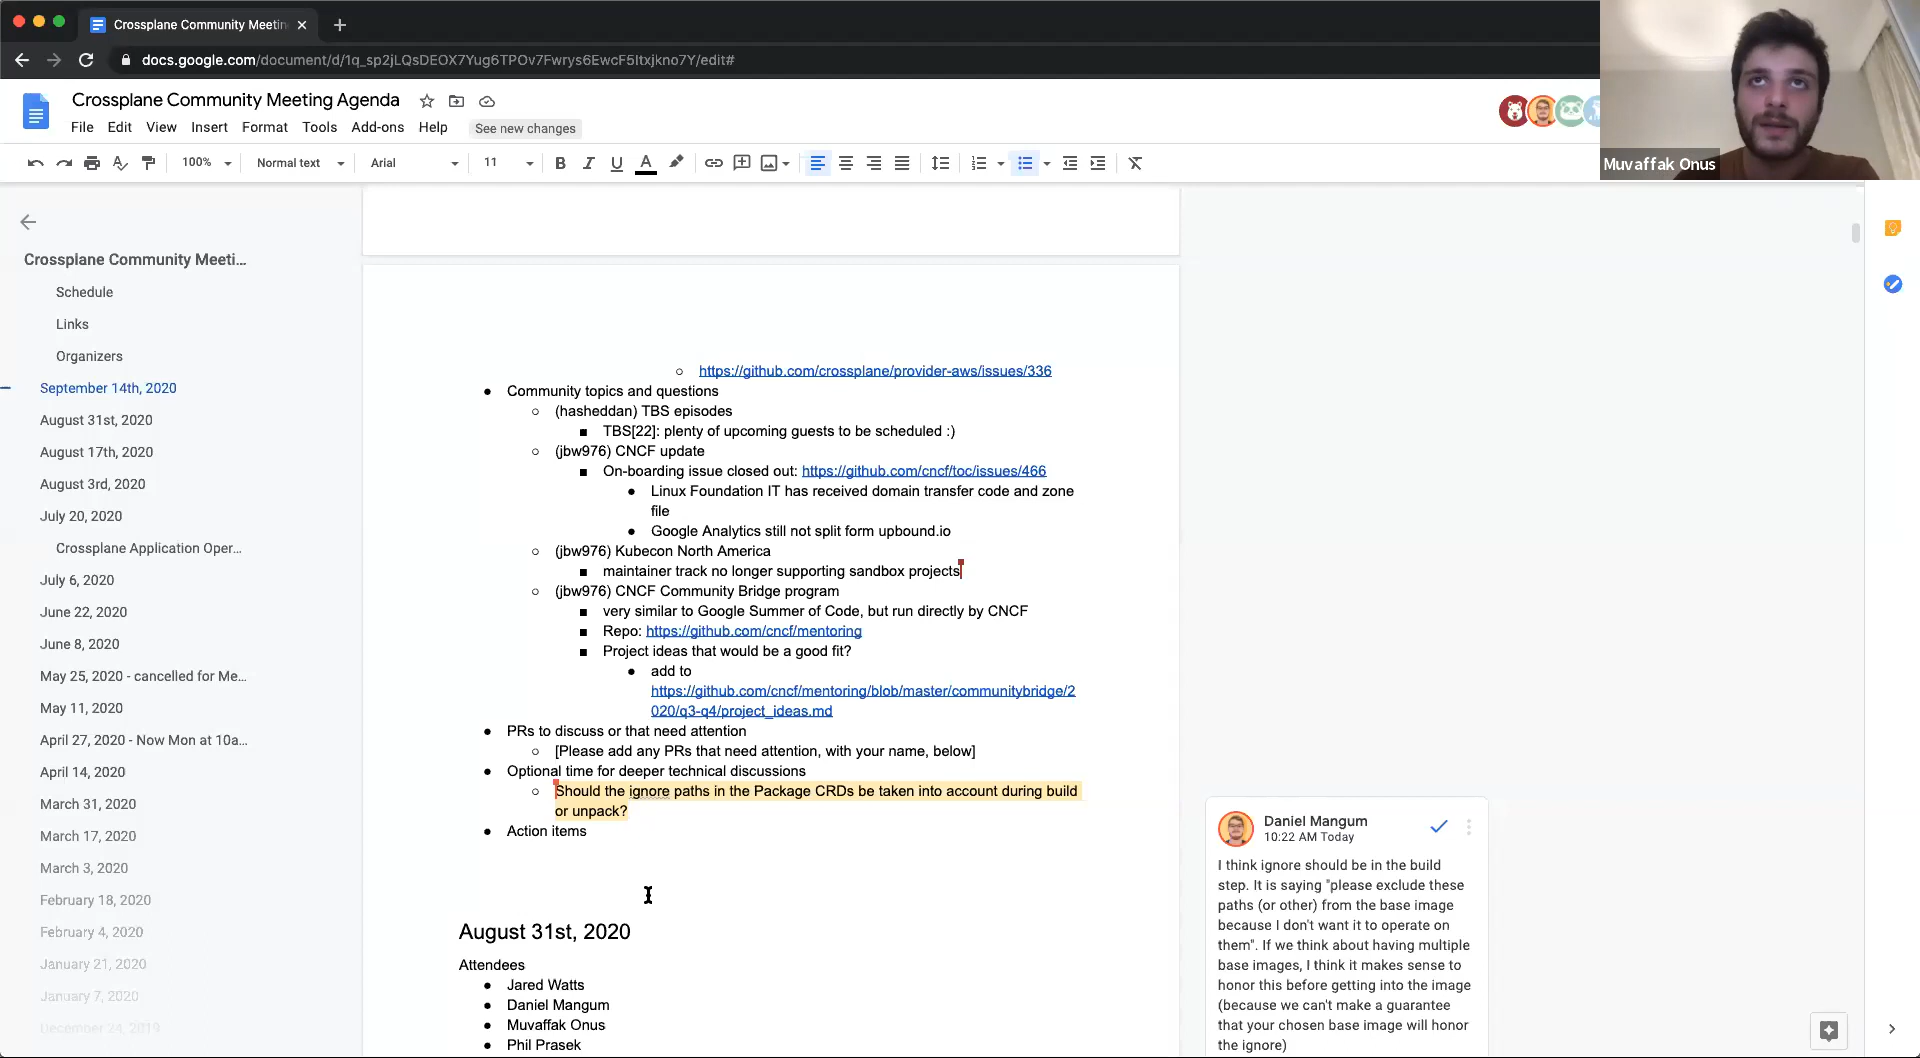 Crossplane Community Meetin
docs.google.com/document/d/1q_sp2jLQsDEOX7Yug6TPOv7Fwrys6EwcF5Itxjkno7Y/edit#
Crossplane Community Meeting Agenda
File Edit View Insert Format Tools Add-ons Help See new changes
100% Normal text Arial 11 B I U A
Muvaffak Onus
Crossplane Community Meeti...
Schedule
Links
Organizers
September 14th, 2020
August 31st, 2020
August 17th, 2020
August 3rd, 2020
July 20, 2020
Crossplane Application Oper...
July 6, 2020
June 22, 2020
June 8, 2020
May 25, 2020 - cancelled for Me...
May 11, 2020
April 27, 2020 - Now Mon at 10a...
April 14, 2020
March 31, 2020
March 17, 2020
March 3, 2020
February 18, 2020
February 4, 2020
January 21, 2020
January 7, 2020
December 24, 2019
https://github.com/crossplane/provider-aws/issues/336
Community topics and questions
(hasheddan) TBS episodes
TBS[22]: plenty of upcoming guests to be scheduled :)
(jbw976) CNCF update
On-boarding issue closed out: https://github.com/cncf/toc/issues/466
Linux Foundation IT has received domain transfer code and zone
file
Google Analytics still not split form upbound.io
(jbw976) Kubecon North America
maintainer track no longer supporting sandbox projects
(jbw976) CNCF Community Bridge program
very similar to Google Summer of Code, but run directly by CNCF
Repo: https://github.com/cncf/mentoring
Project ideas that would be a good fit?
add to
https://github.com/cncf/mentoring/blob/master/communitybridge/2
020/q3-q4/project_ideas.md
PRs to discuss or that need attention
[Please add any PRs that need attention, with your name, below]
Optional time for deeper technical discussions
Should the ignore paths in the Package CRDs be taken into account during build
or unpack?
Action items
August 31st, 2020
Attendees
Jared Watts
Daniel Mangum
Muvaffak Onus
Phil Prasek
Daniel Mangum
10:22 AM Today
I think ignore should be in the build
step. It is saying "please exclude these
paths (or other) from the base image
because I don't want it to operate on
them". If we think about having multiple
base images, I think it makes sense to
honor this before getting into the image
(because we can't make a guarantee
that your chosen base image will honor
the ignore)